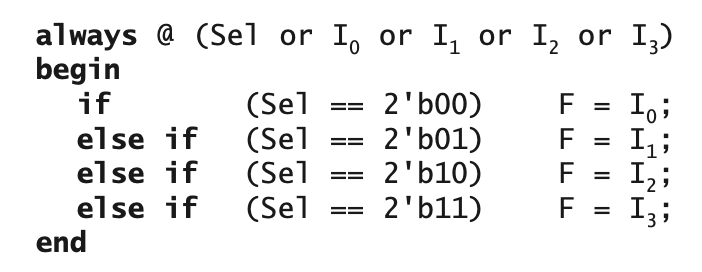 always @ (Sel or I₀ or I₁ or I₂ or I₃)
begin
if (Sel == 2'b00) F = I₀;
else if (Sel == 2'b01) F = I₁;
else if (Sel == 2'b10) F = I₂;
else if (Sel == 2'b11) F = I₃;
end